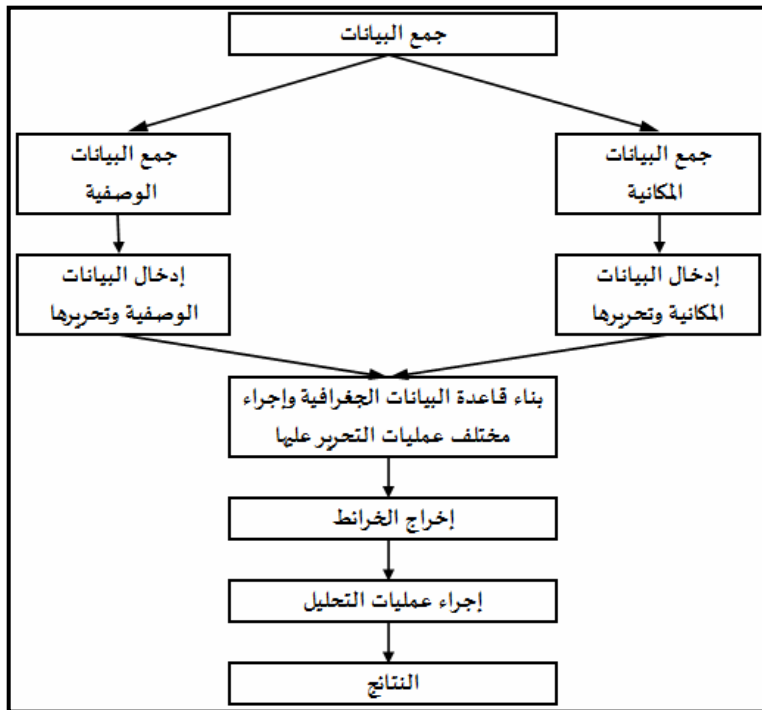 جمع البيانات
جمع البيانات
المكانية
جمع البيانات
الوصفية
إدخال البيانات
المكانية وتحريرها
إدخال البيانات
الوصفية وتحريرها
بناء قاعدة البيانات الجغرافية وإجراء
مختلف عمليات التحرير عليها
إخراج الخرائط
إجراء عمليات التحليل
النتائج